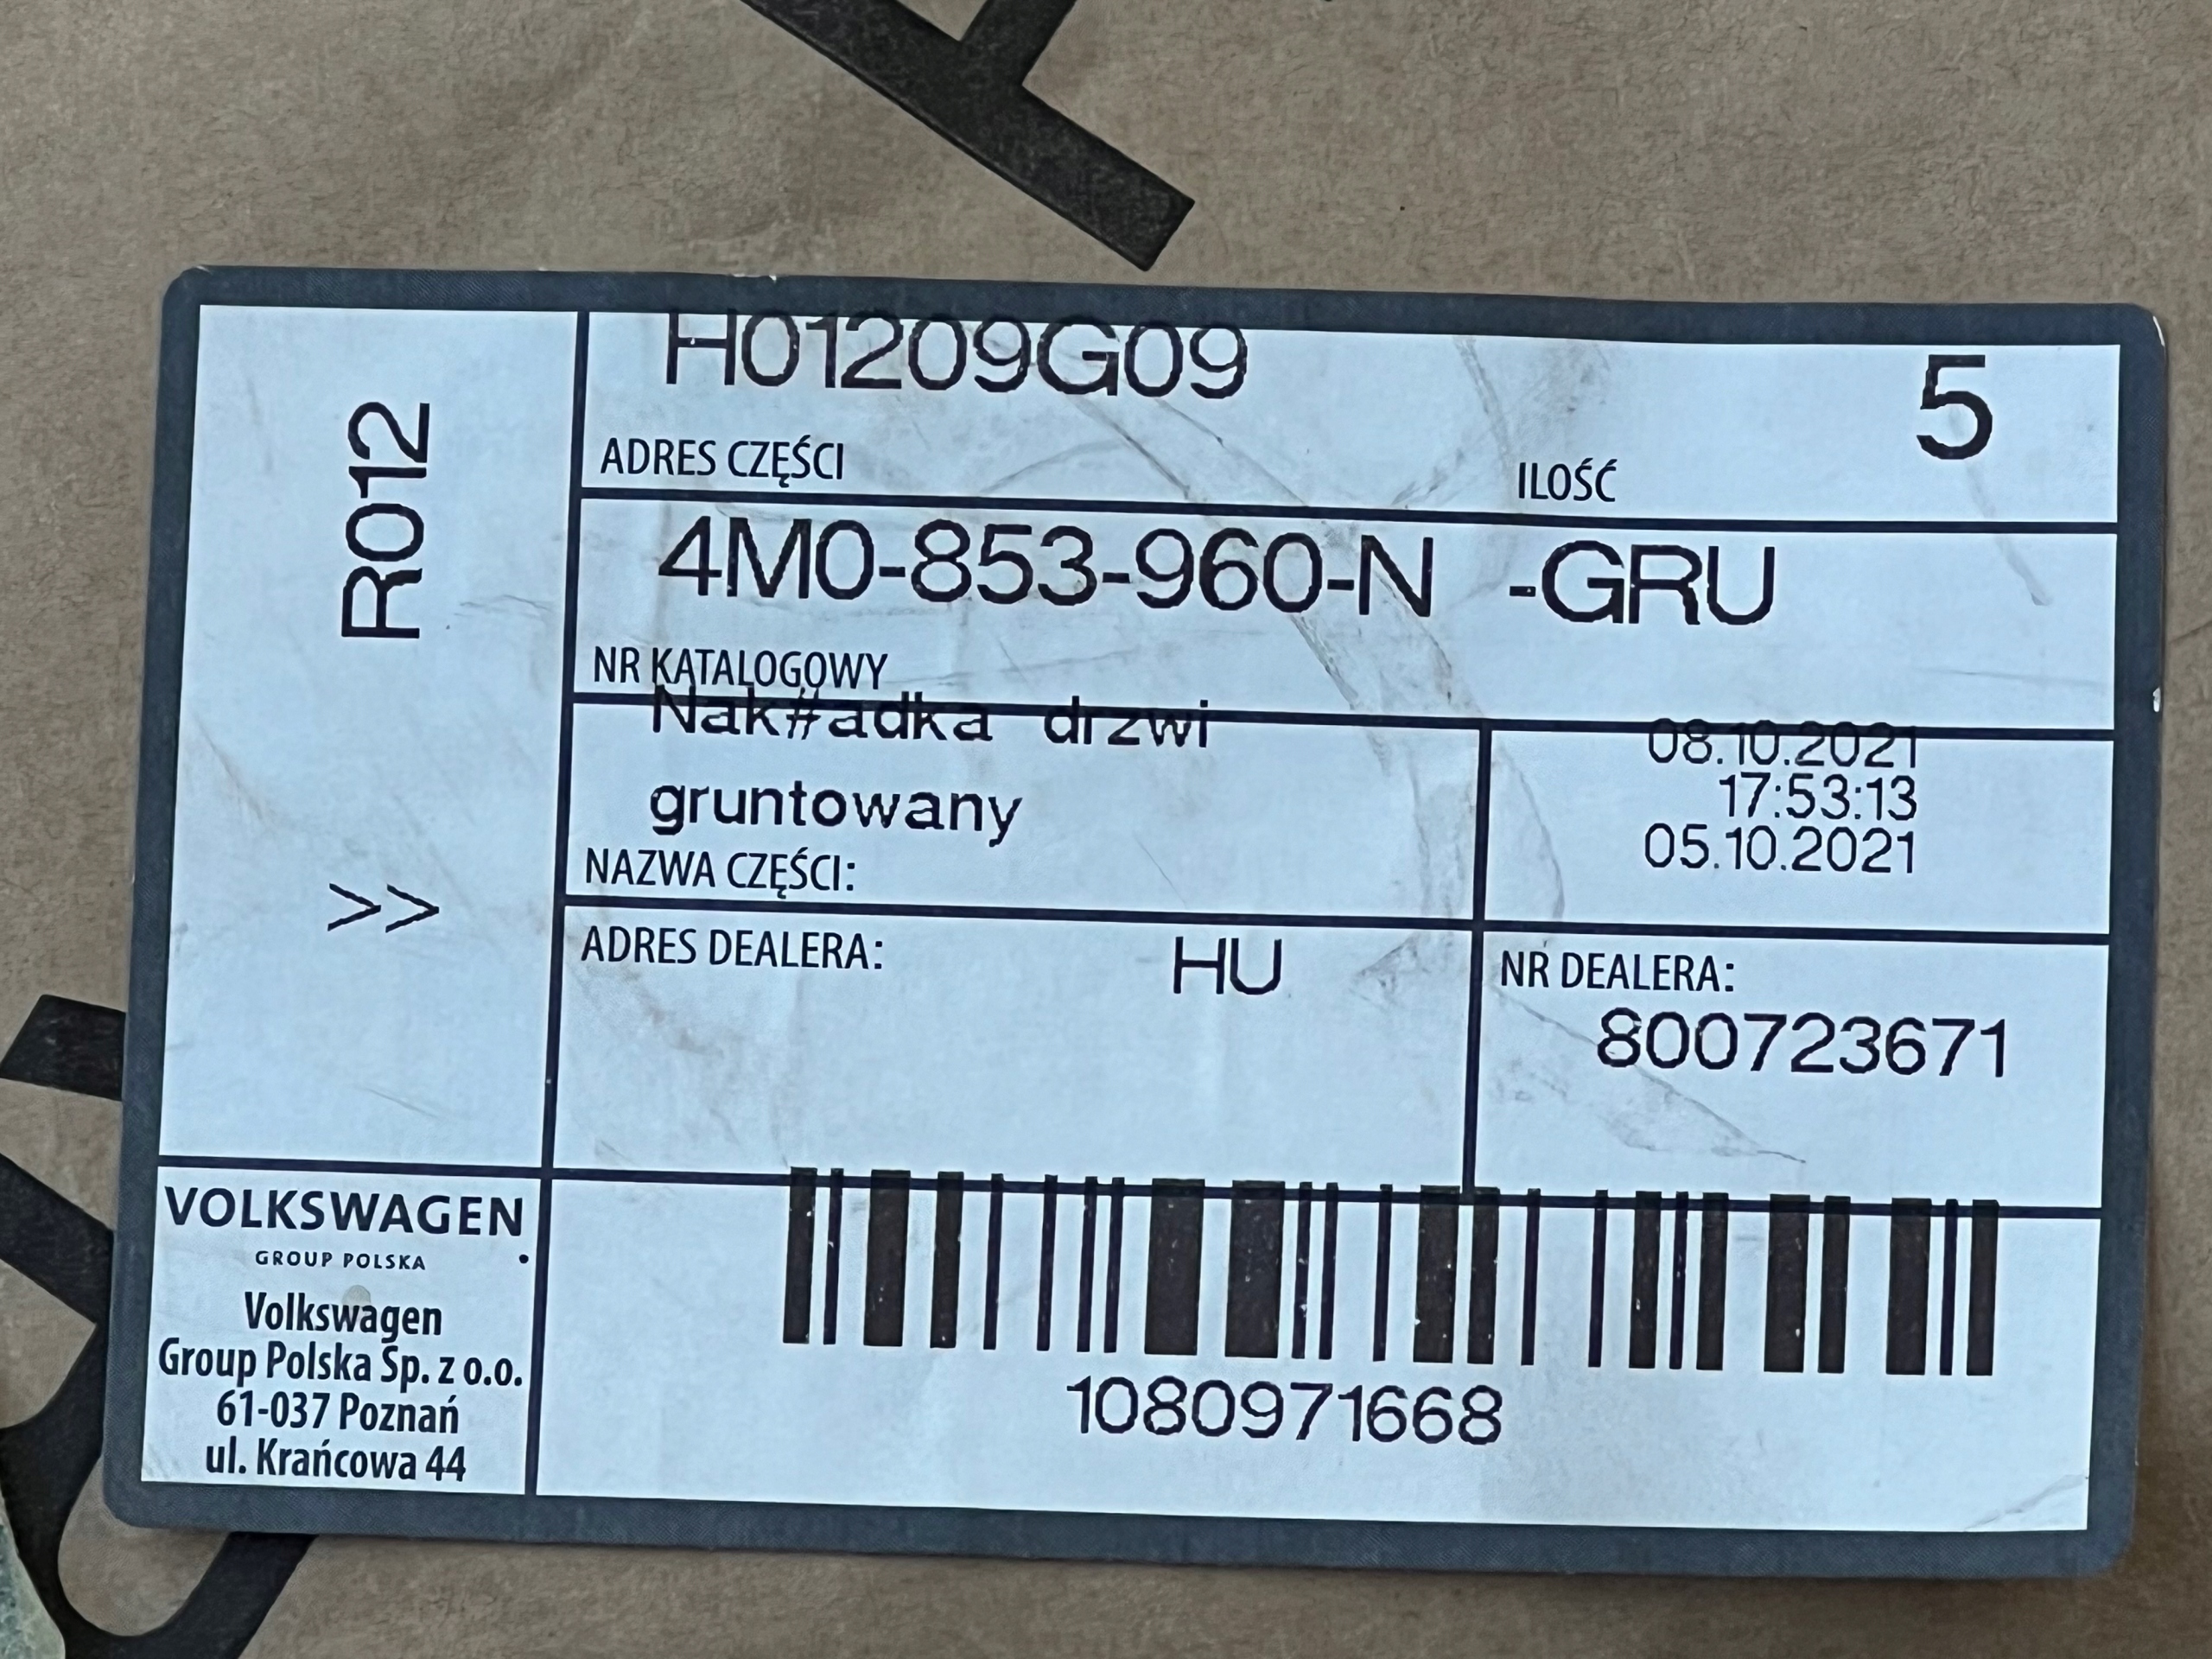 R012
>>
H01209G09
5
ADRES CZĘŚCI
ILOŚĆ
4M0-853-960-N -GRU
NR KATALOGOWY
Nak#adka drzwi
gruntowany
NAZWA CZĘŚCI:
08.10.2021
17:53:13
05.10.2021
ADRES DEALERA:
HU
NR DEALERA:
800723671
VOLKSWAGEN
GROUP POLSKA
Volkswagen
Group Polska Sp. z o.o.
61-037 Poznań
ul. Krańcowa 44
1080971668